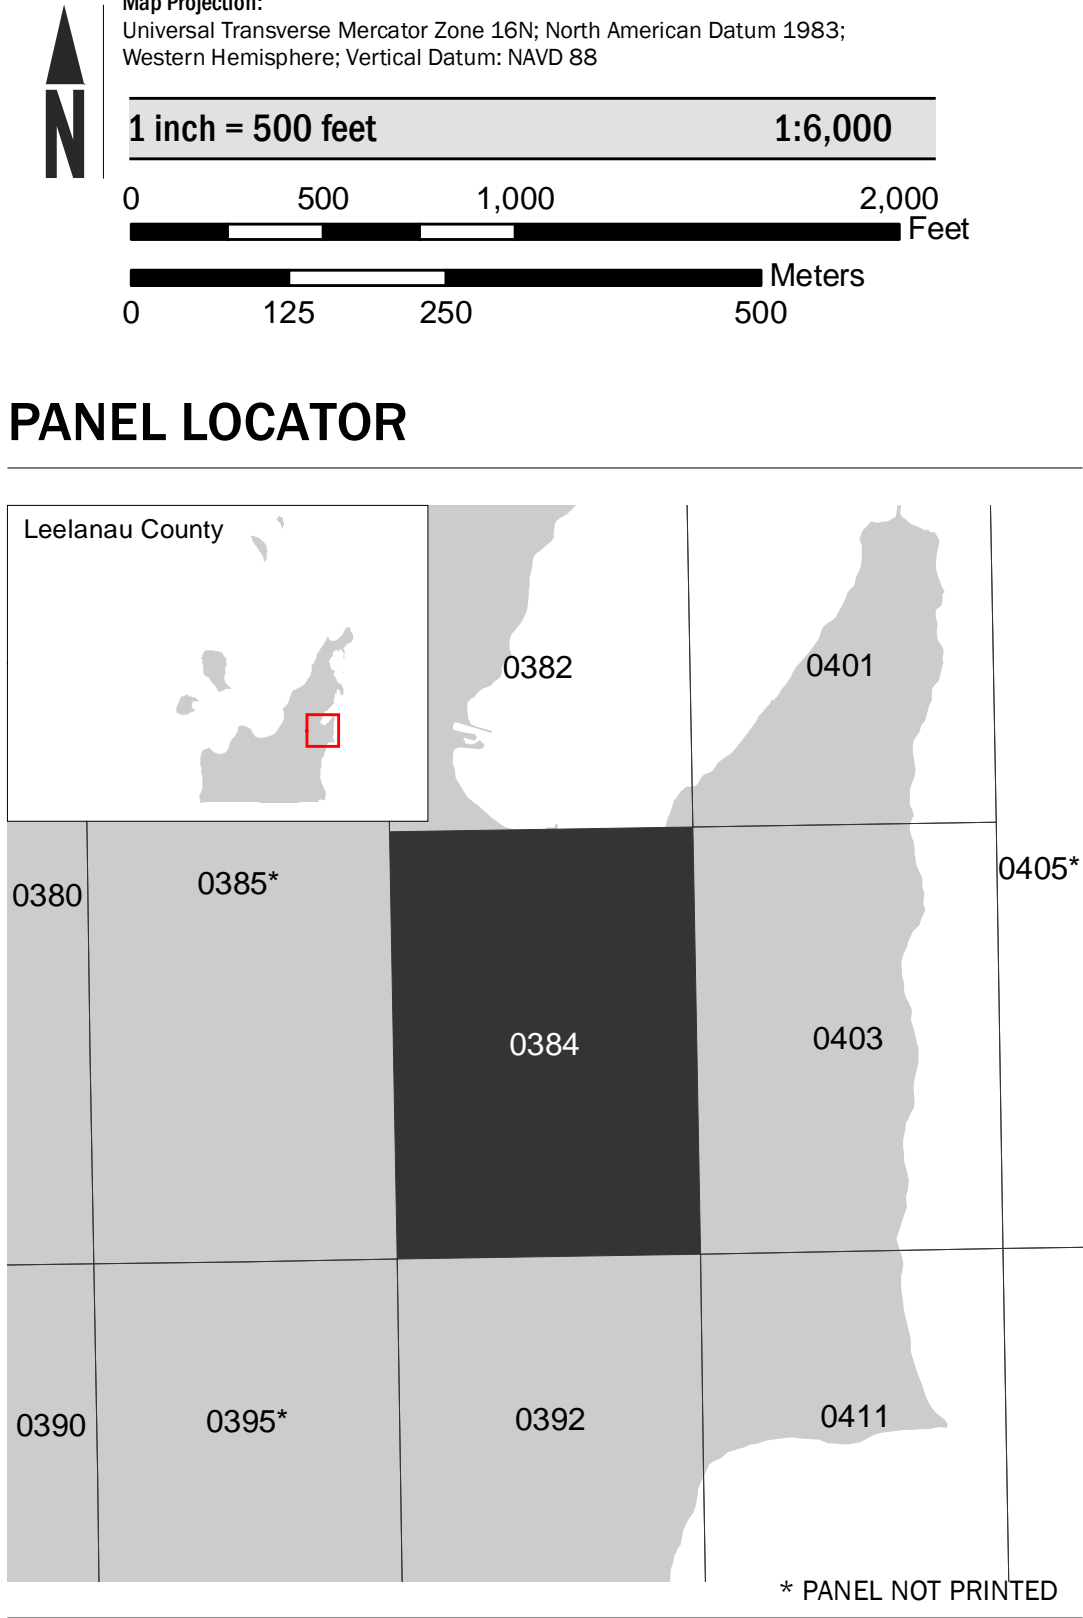 Map Projection:
Universal Transverse Mercator Zone 16N; North American Datum 1983;
Western Hemisphere; Vertical Datum: NAVD 88
N
1 inch = 500 feet 1:6,000
0 500 1,000 2,000
Feet
Meters
0 125 250 500
PANEL LOCATOR
Leelanau County
0382
0401
0380
0385*
0405*
0384
0403
0390
0395*
0392
0411
* PANEL NOT PRINTED